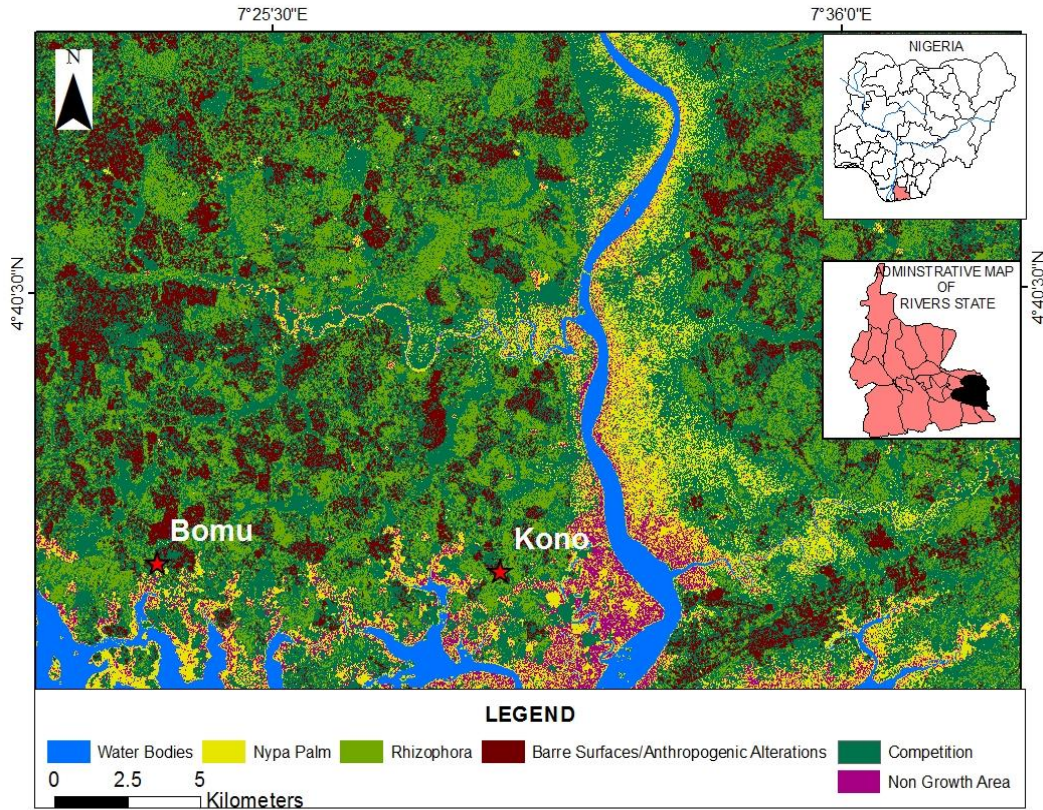 7°25'30"E
7°36'0"E
N
NIGERIA
4°40'30"N
4°40'30"N
ADMINSTRATIVE MAP
OF
RIVERS STATE
Bomu
Kono
LEGEND
Water Bodies
Nypa Palm
Rhizophora
Barre Surfaces/Anthropogenic Alterations
Competition
Non Growth Area
0 2.5 5
Kilometers